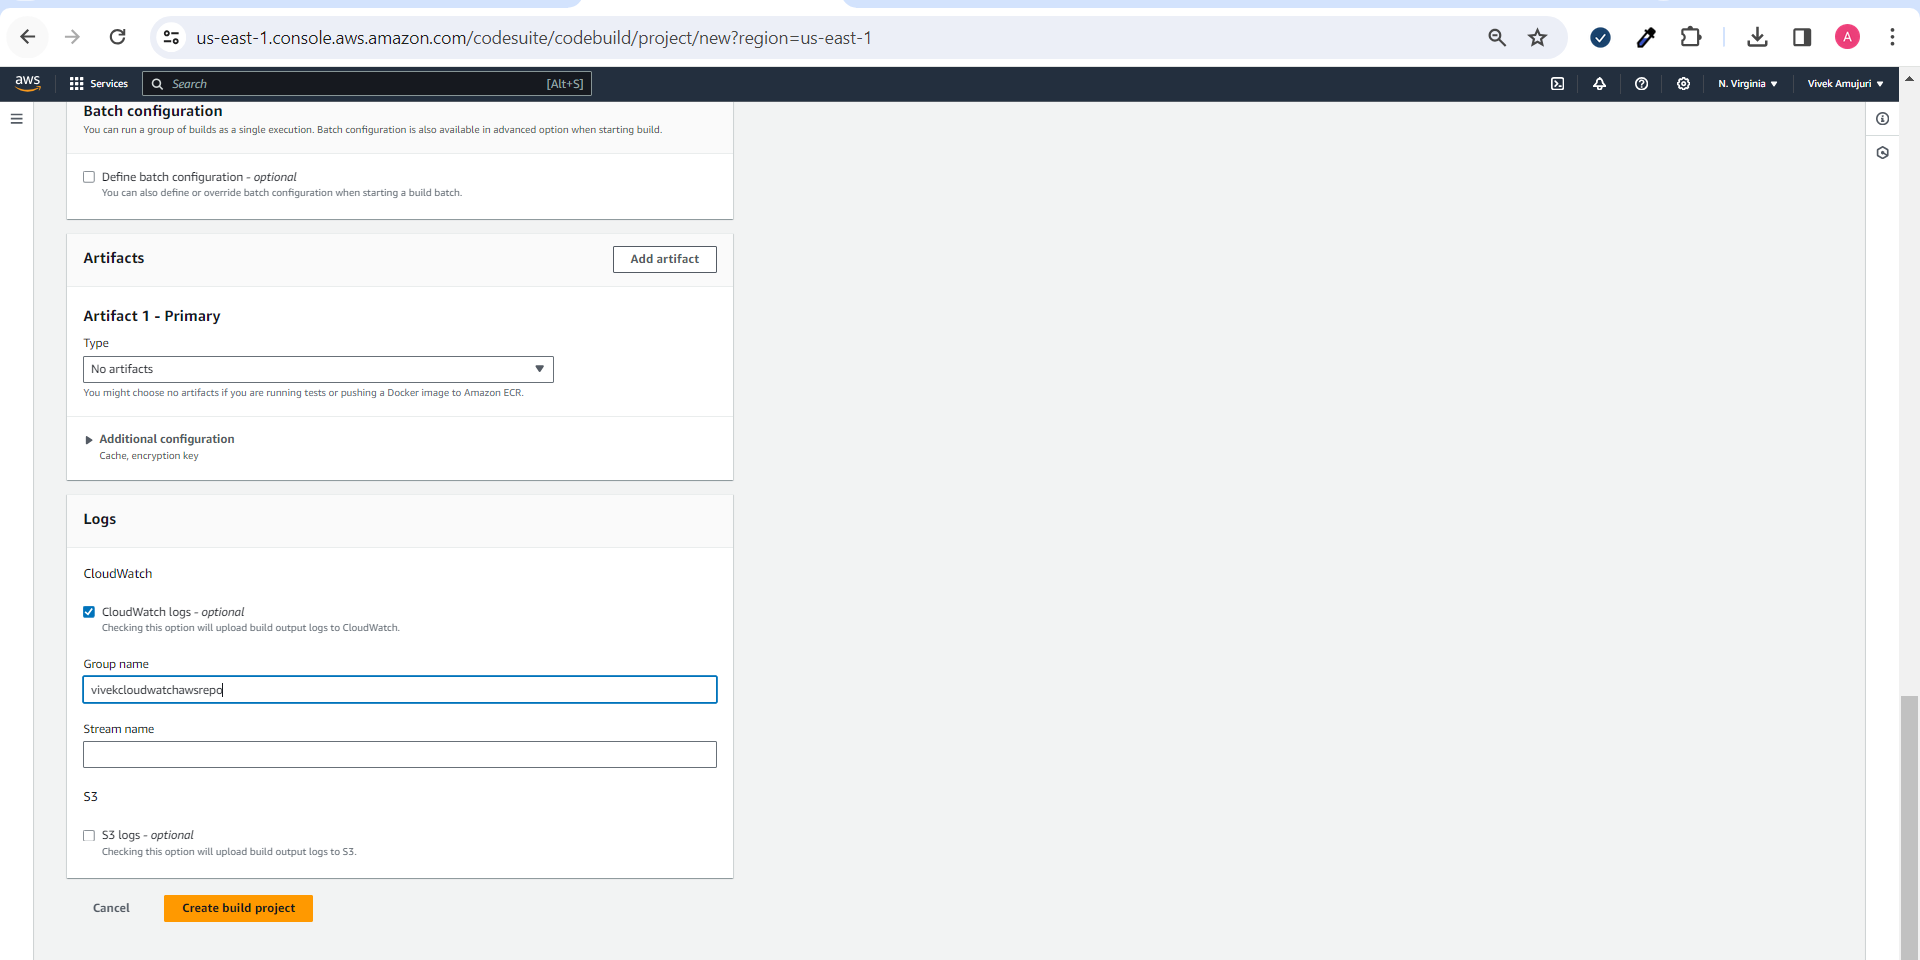 us-east-1.console.aws.amazon.com/codesuite/codebuild/project/new?region=us-east-1
A
aws
Services
Search
[Alt+S]
N. Virginia
Vivek Amujuri
Batch configuration
You can run a group of builds as a single execution. Batch configuration is also available in advanced option when starting build.
Define batch configuration - optional
You can also define or override batch configuration when starting a build batch.
Artifacts
Add artifact
Artifact 1 - Primary
Type
No artifacts
You might choose no artifacts if you are running tests or pushing a Docker image to Amazon ECR.
Additional configuration
Cache, encryption key
Logs
CloudWatch
CloudWatch logs - optional
Checking this option will upload build output logs to CloudWatch.
Group name
vivekcloudwatchawsrepo
Stream name
S3
S3 logs - optional
Checking this option will upload build output logs to S3.
Cancel
Create build project